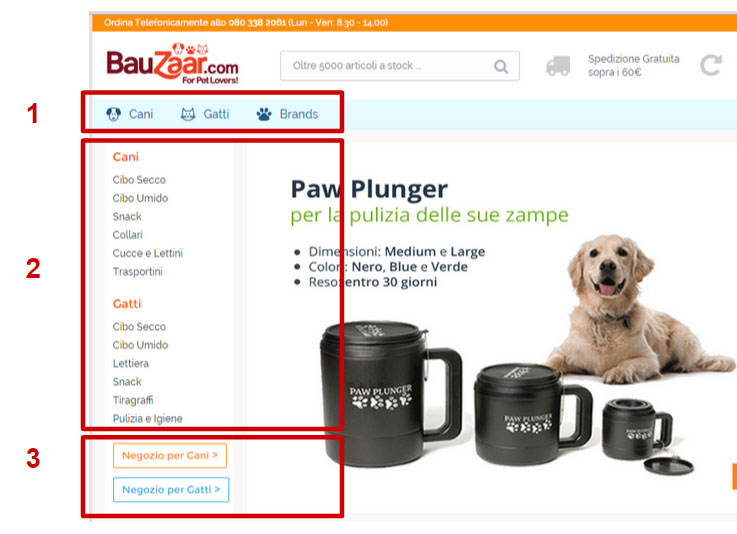 Ordina Telefonicamente allo 080 338 2061 (Lun - Ven: 8.30 - 14.00)
BauZaar.com
For Pet Lovers!
Oltre 5000 articoli a stock ...
Spedizione Gratuita
sopra i 60€
1
Cani Gatti Brands
2
Cani
Cibo Secco
Cibo Umido
Snack
Collari
Cucce e Lettini
Trasportini
Gatti
Cibo Secco
Cibo Umido
Lettiera
Snack
Tiragraffi
Pulizia e Igiene
Paw Plunger
per la pulizia delle sue zampe
Dimensioni: Medium e Large
Colori: Nero, Blue e Verde
Reso: entro 30 giorni
PAW PLUNGER
PAW PLUNGER
PAW PLUNGER
3
Negozio per Cani >
Negozio per Gatti >